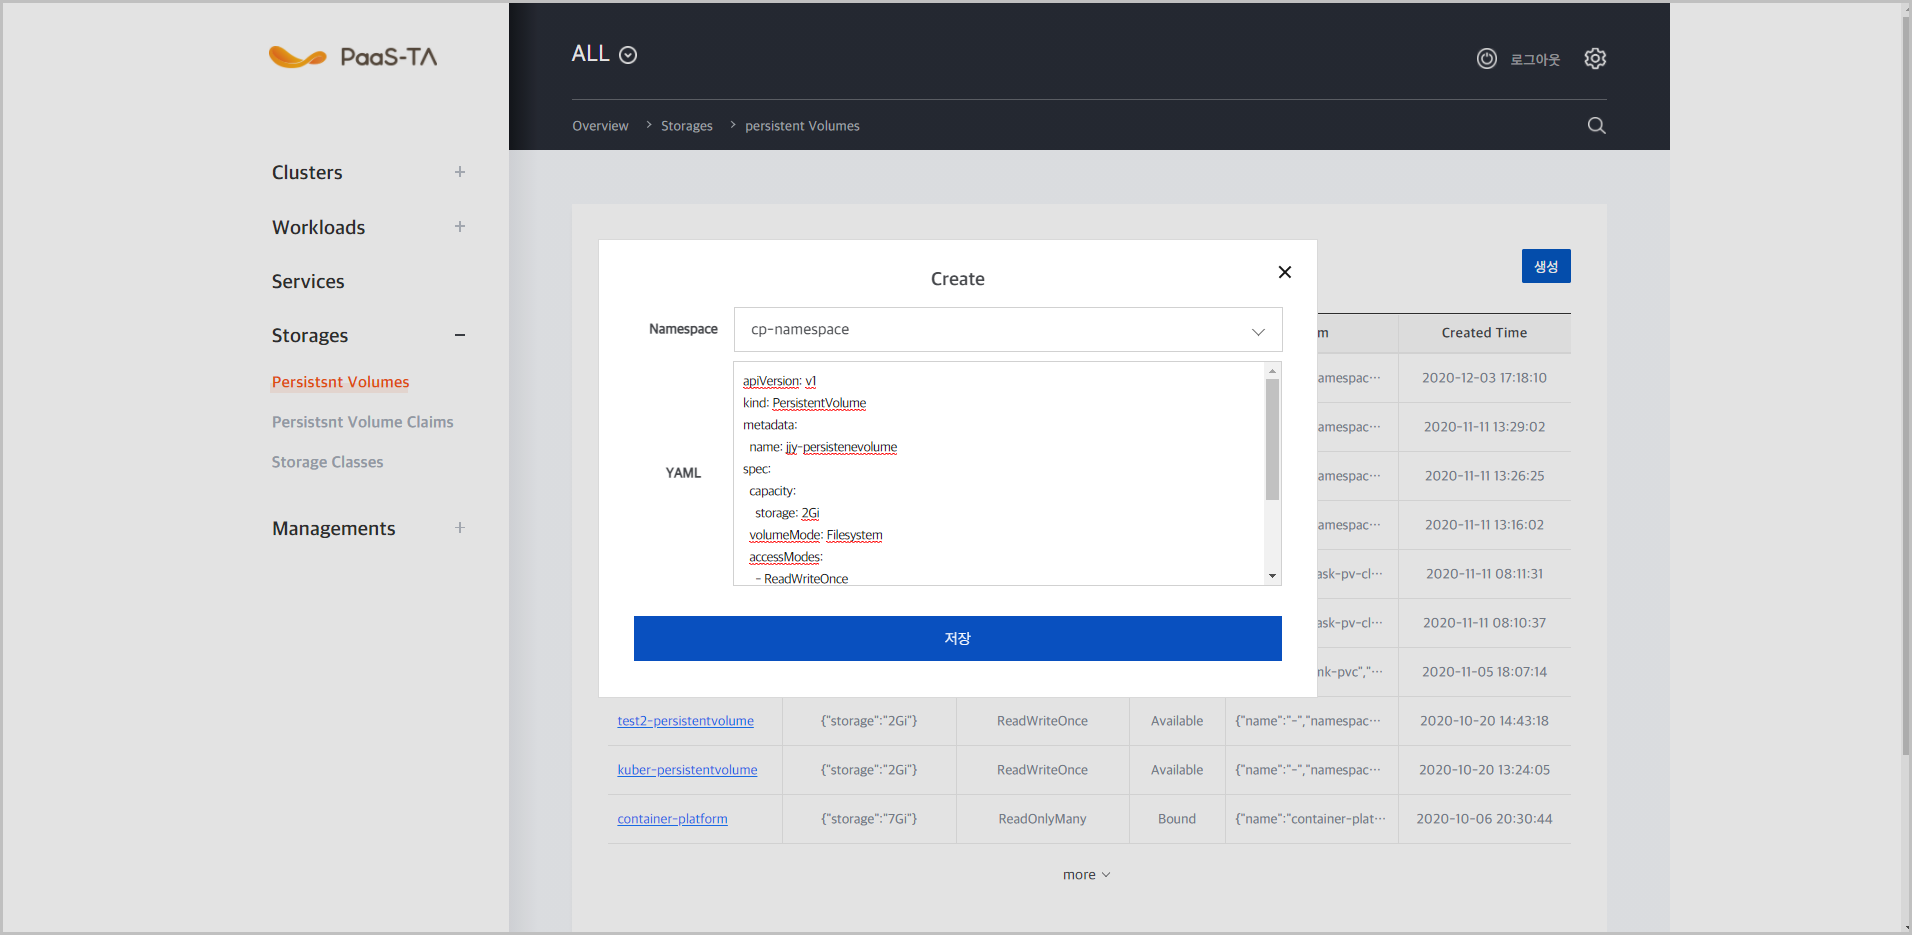 PaaS-TA
ALL
로그아웃
Overview > Storages > persistent Volumes
Clusters +
Workloads +
Services
Storages −
Persistsnt Volumes
Persistsnt Volume Claims
Storage Classes
Managements +
생성
Create
Namespace cp-namespace
YAML
apiVersion: v1
kind: PersistentVolume
metadata:
name: jjy-persistenevolume
spec:
capacity:
storage: 2Gi
volumeMode: Filesystem
accessModes:
- ReadWriteOnce
저장
m Created Time
amespac··· 2020-12-03 17:18:10
amespac··· 2020-11-11 13:29:02
amespac··· 2020-11-11 13:26:25
amespac··· 2020-11-11 13:16:02
ask-pv-cl··· 2020-11-11 08:11:31
ask-pv-cl··· 2020-11-11 08:10:37
nk-pvc","··· 2020-11-05 18:07:14
test2-persistentvolume {"storage":"2Gi"} ReadWriteOnce Available {"name":"-","namespac··· 2020-10-20 14:43:18
kuber-persistentvolume {"storage":"2Gi"} ReadWriteOnce Available {"name":"-","namespac··· 2020-10-20 13:24:05
container-platform {"storage":"7Gi"} ReadOnlyMany Bound {"name":"container-plat··· 2020-10-06 20:30:44
more